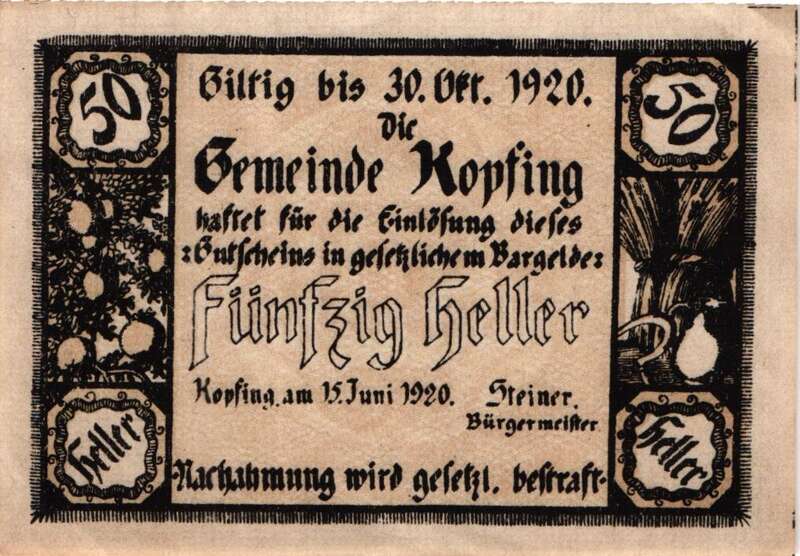 50
50
Giltig bis 30. Okt. 1920.
Die
Gemeinde Kopfing
haftet für die Einlösung dieses
:Gutscheins in gesetzlichem Bargelde:
Fünfzig Heller
Kopfing, am 15. Juni 1920.
Steiner.
Bürgermeister
Heller
Heller
Nachahmung wird gesetzl. bestraft.